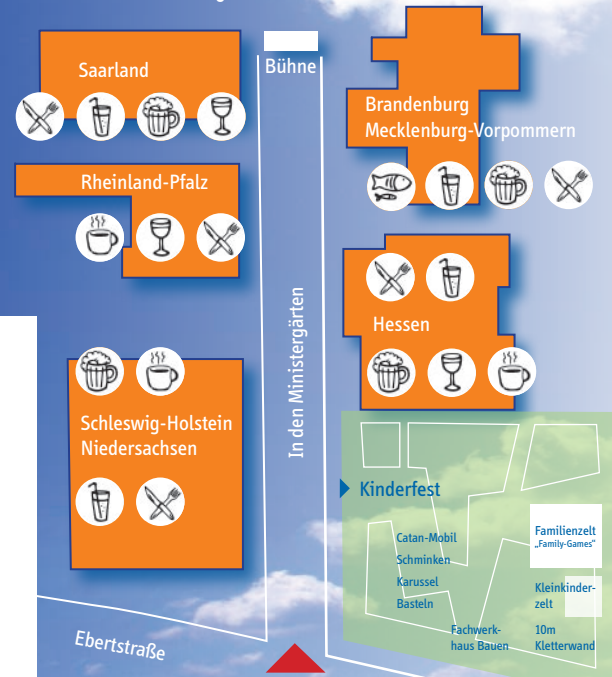 Bühne
Saarland
Brandenburg
Mecklenburg-Vorpommern
Rheinland-Pfalz
In den Ministergärten
Hessen
Schleswig-Holstein
Niedersachsen
Kinderfest
Catan-Mobil
Schminken
Karussel
Basteln
Familienzelt
„Family-Games“
Kleinkinder-
zelt
Fachwerk-
haus Bauen
10m
Kletterwand
Ebertstraße